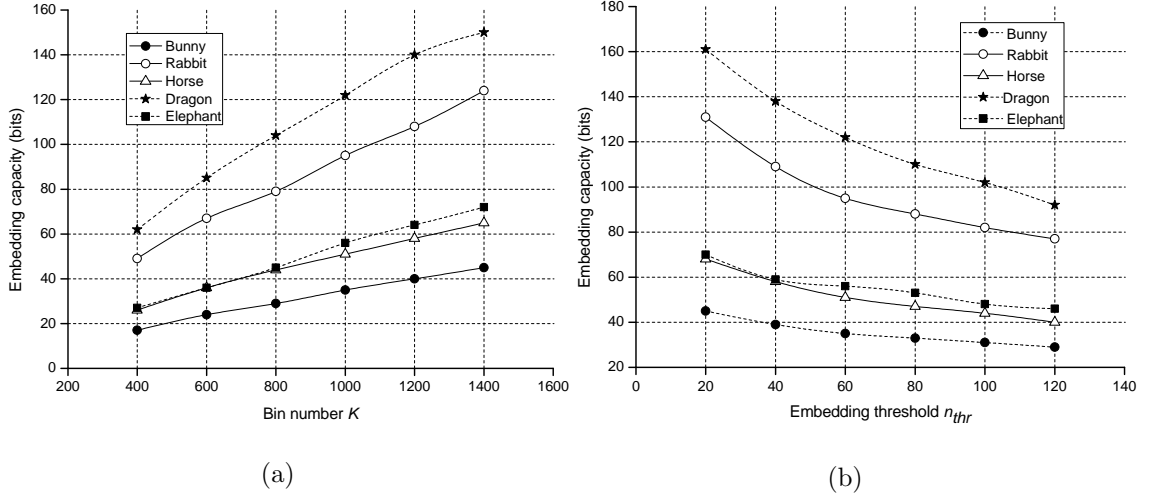 160
140
120
100
80
60
40
20
0
Embedding capacity (bits)
Bunny
Rabbit
Horse
Dragon
Elephant
200 400 600 800 1000 1200 1400 1600
Bin number K
(a)
180
160
140
120
100
80
60
40
20
Embedding capacity (bits)
Bunny
Rabbit
Horse
Dragon
Elephant
0 20 40 60 80 100 120 140
Embedding threshold nthr
(b)